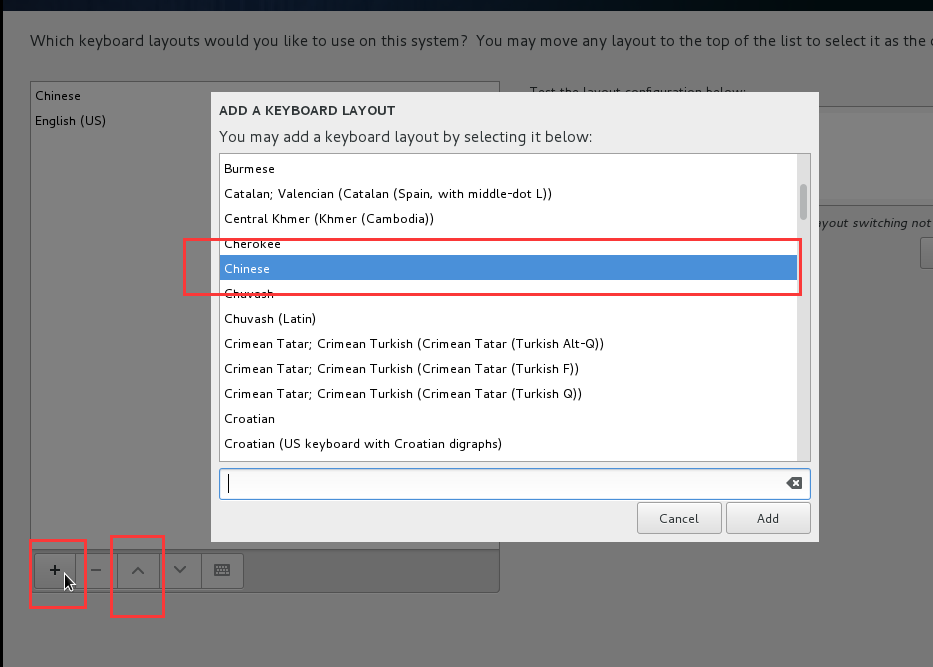 Which keyboard layouts would you like to use on this system?  You may move any layout to the top of the list to select it as the
Chinese
English (US)
Test the layout configuration below:
ADD A KEYBOARD LAYOUT
You may add a keyboard layout by selecting it below:
Burmese
Catalan; Valencian (Catalan (Spain, with middle-dot L))
Central Khmer (Khmer (Cambodia))
Cherokee
Chinese
Chuvash
Chuvash (Latin)
Crimean Tatar; Crimean Turkish (Crimean Tatar (Turkish Alt-Q))
Crimean Tatar; Crimean Turkish (Crimean Tatar (Turkish F))
Crimean Tatar; Crimean Turkish (Crimean Tatar (Turkish Q))
Croatian
Croatian (US keyboard with Croatian digraphs)
switching not
Cancel
Add